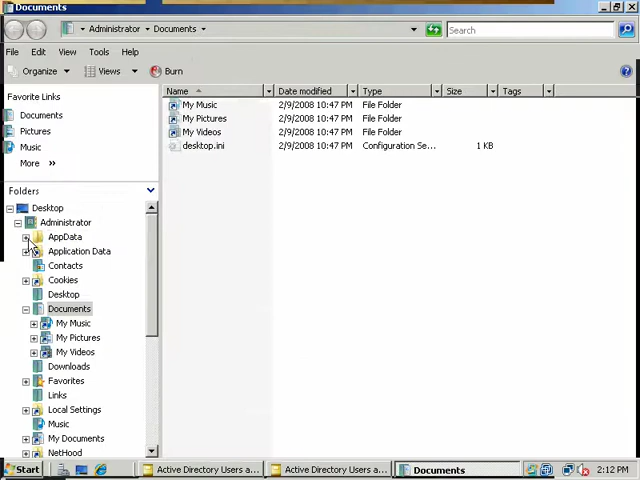 Documents
Administrator Documents
Search
File Edit View Tools Help
Organize Views Burn
Favorite Links
Documents
Pictures
Music
More »
Folders
Desktop
Administrator
AppData
Application Data
Contacts
Cookies
Desktop
Documents
My Music
My Pictures
My Videos
Downloads
Favorites
Links
Local Settings
Music
My Documents
NetHood
Name Date modified Type Size Tags
My Music 2/9/2008 10:47 PM File Folder
My Pictures 2/9/2008 10:47 PM File Folder
My Videos 2/9/2008 10:47 PM File Folder
desktop.ini 2/9/2008 10:47 PM Configuration Se... 1 KB
Start Active Directory Users a... Active Directory Users a... Documents 2:12 PM